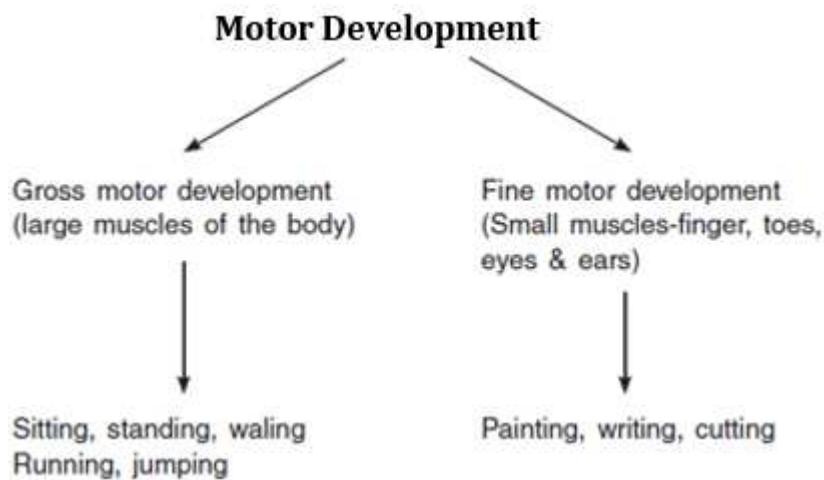 Motor Development
Gross motor development
(large muscles of the body)
Fine motor development
(Small muscles-finger, toes,
eyes & ears)
Sitting, standing, waling
Running, jumping
Painting, writing, cutting